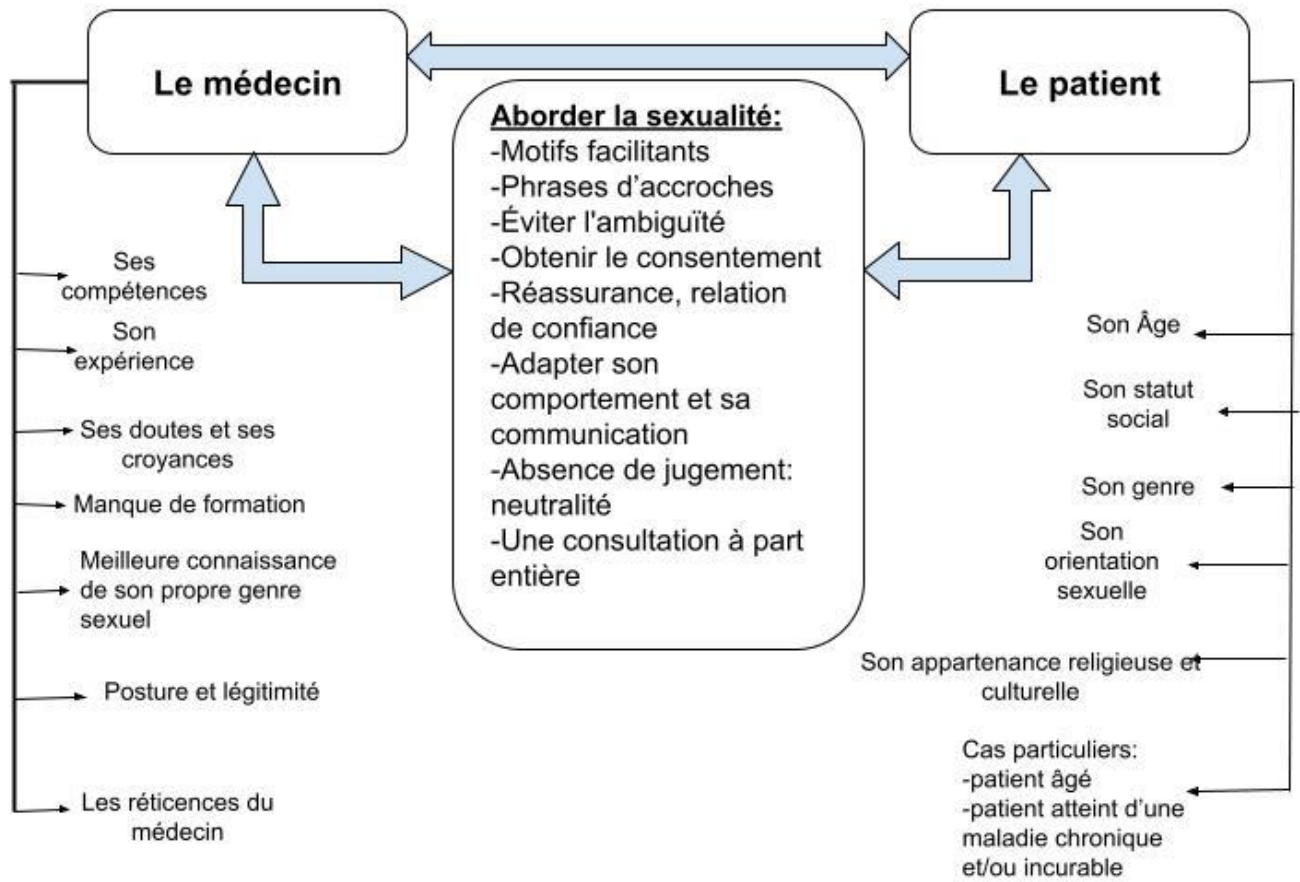 Le médecin
Le patient
Aborder la sexualité:
-Motifs facilitants
-Phrases d’accroches
-Éviter l'ambiguïté
-Obtenir le consentement
-Réassurance, relation
de confiance
-Adapter son
comportement et sa
communication
-Absence de jugement:
neutralité
-Une consultation à part
entière
Ses
compétences
Son
expérience
Ses doutes et ses
croyances
Manque de formation
Meilleure connaissance
de son propre genre
sexuel
Posture et légitimité
Les réticences du
médecin
Son Âge
Son statut
social
Son genre
Son
orientation
sexuelle
Son appartenance religieuse et
culturelle
Cas particuliers:
-patient âgé
-patient atteint d’une
maladie chronique
et/ou incurable